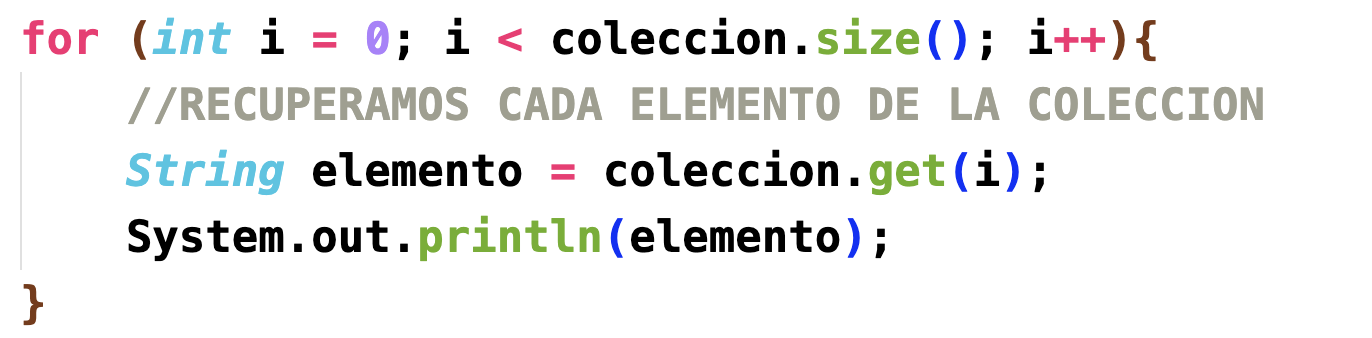 for (int i = 0; i < coleccion.size(); i++){
//RECUPERAMOS CADA ELEMENTO DE LA COLECCION
String elemento = coleccion.get(i);
System.out.println(elemento);
}